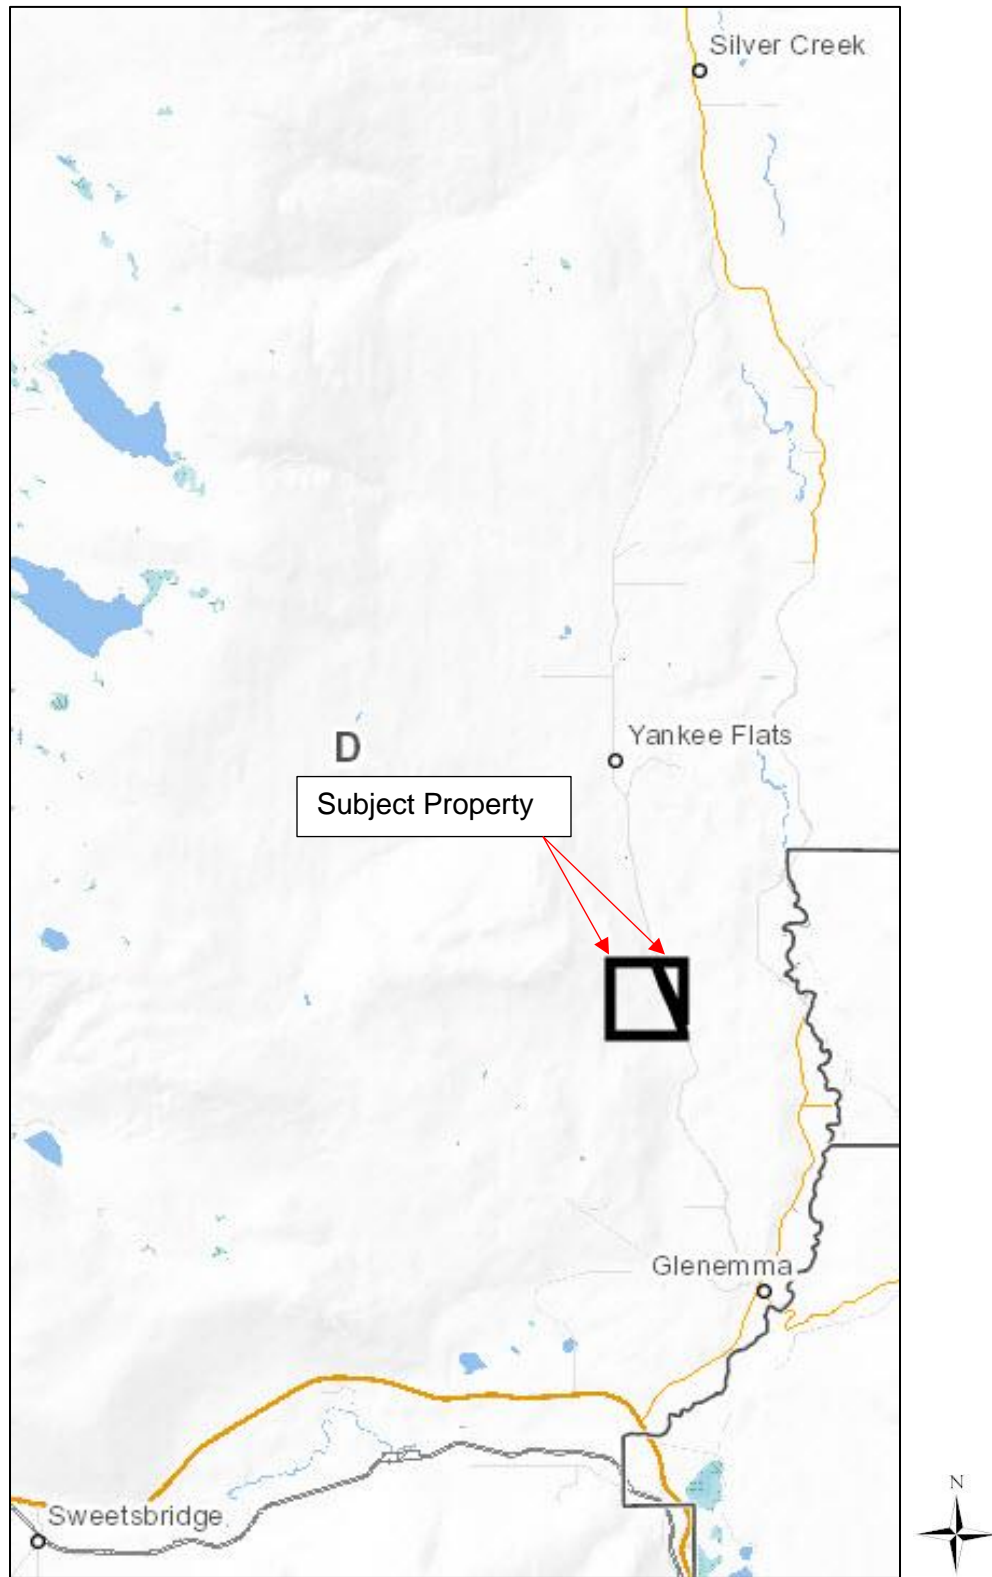 Silver Creek
Yankee Flats
D
Subject Property
Glenemma
N
Sweetsbridge